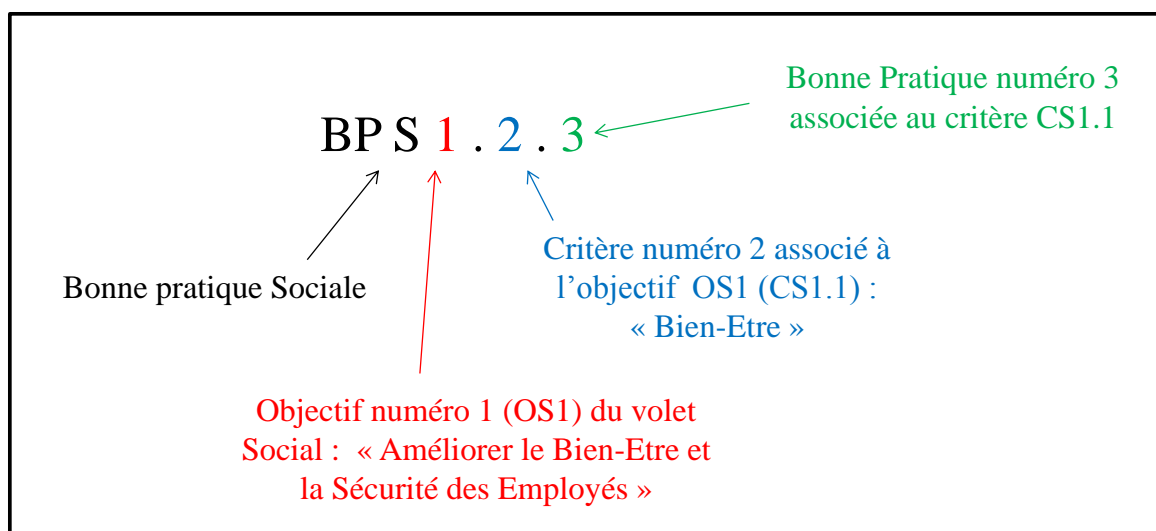 Bonne Pratique numéro 3
associée au critère CS1.1
BP S 1 . 2 . 3
Critère numéro 2 associé à
l’objectif OS1 (CS1.1) :
« Bien-Etre »
Bonne pratique Sociale
Objectif numéro 1 (OS1) du volet
Social : « Améliorer le Bien-Etre et
la Sécurité des Employés »